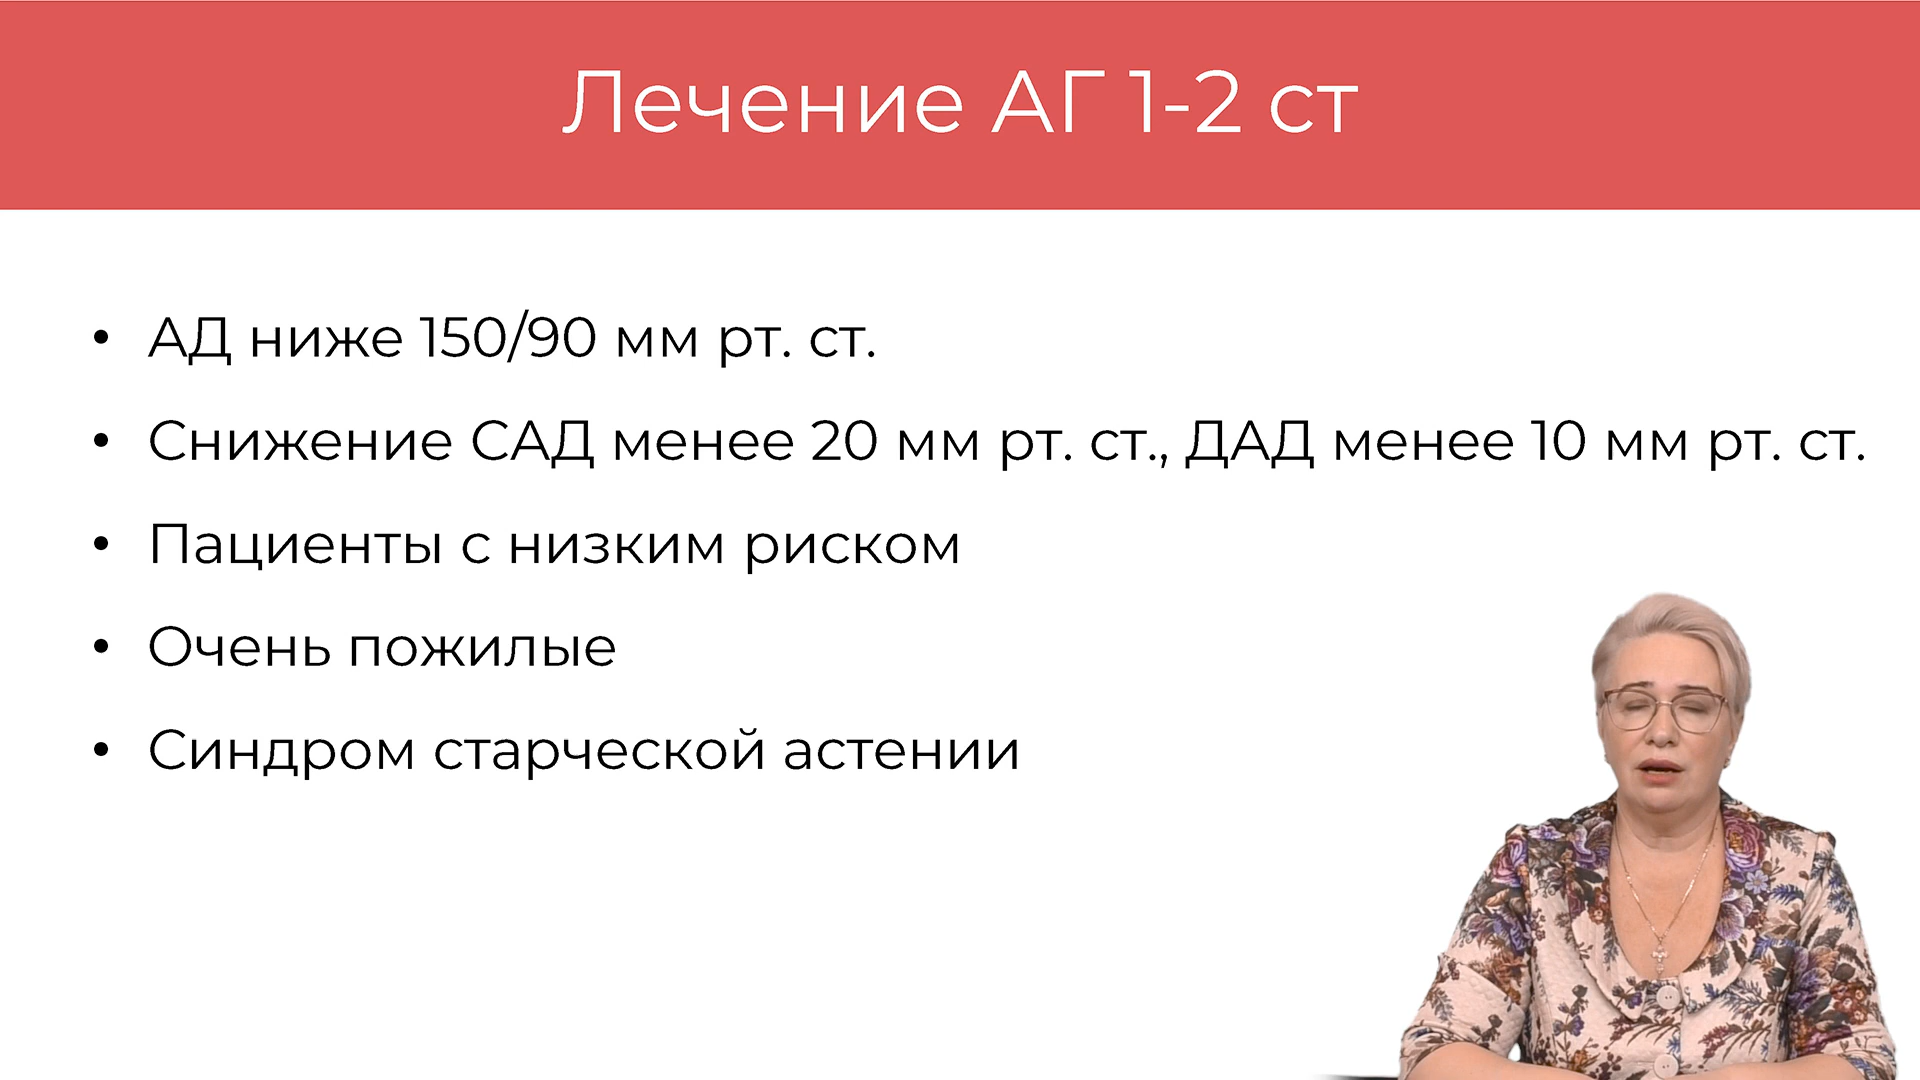 Лечение АГ 1-2 ст
• АД ниже 150/90 мм рт. ст.
• Снижение САД менее 20 мм рт. ст., ДАД менее 10 мм рт. ст.
• Пациенты с низким риском
• Очень пожилые
• Синдром старческой астении